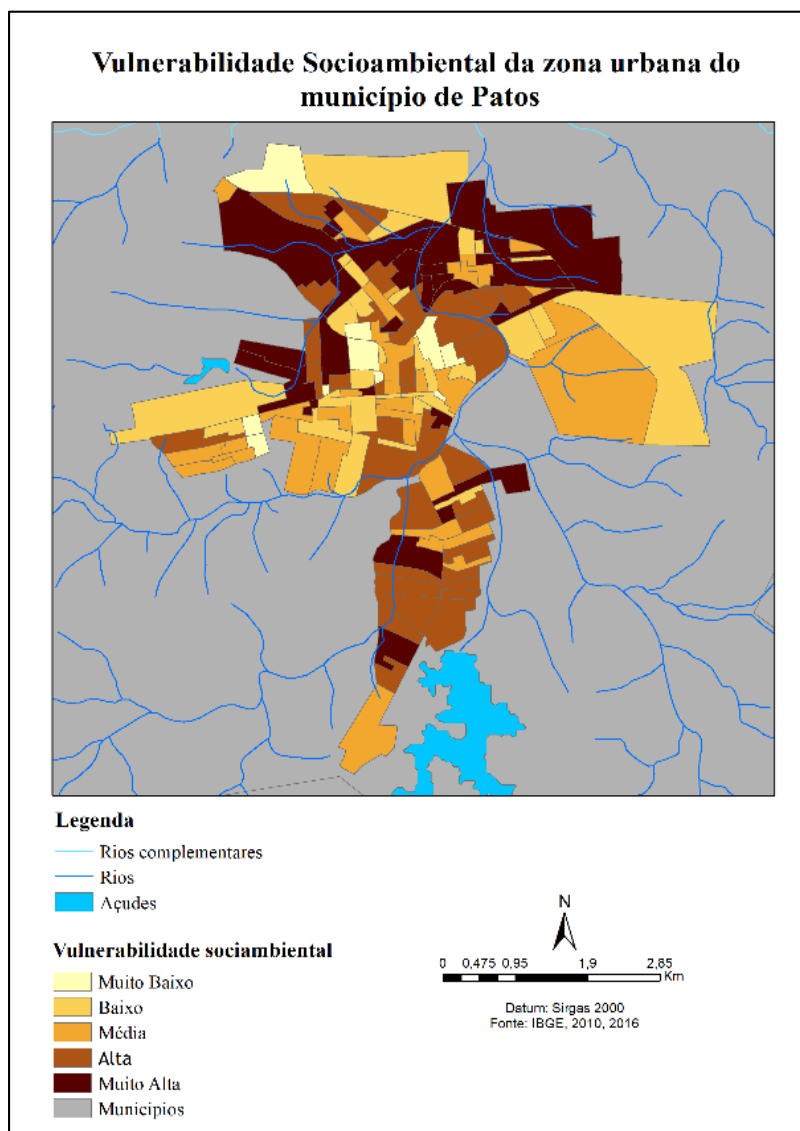 Vulnerabilidade Socioambiental da zona urbana do
município de Patos
Legenda
Rios complementares
Rios
Açudes
Vulnerabilidade sociambiental
Muito Baixo
Baixo
Média
Alta
Muito Alta
Municipios
N
0 0,475 0,95 1,9 2,85
Km
Datum: Sirgas 2000
Fonte: IBGE, 2010, 2016